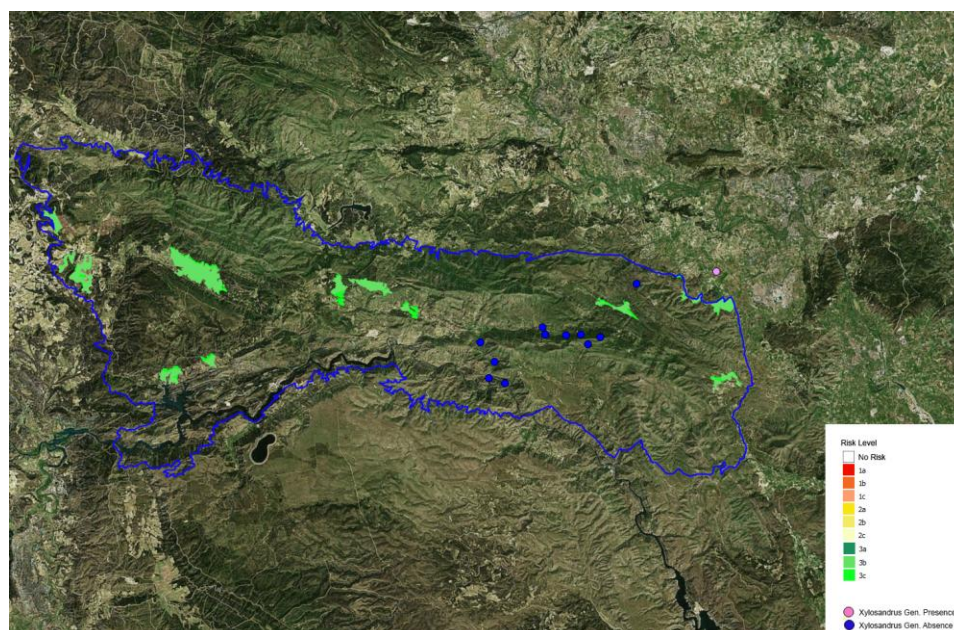 Risk Level
No Risk
1a
1b
1c
2a
2b
2c
3a
3b
3c
Xylosandrus Gen. Presence
Xylosandrus Gen. Absence